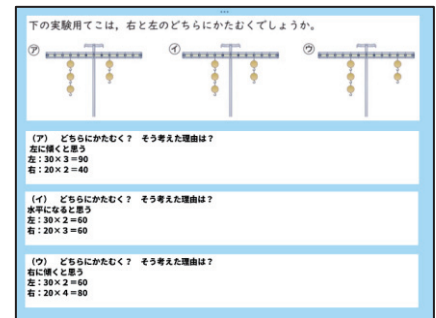 下の実験用てこは，右と左のどちらにかたむくでしょうか。
㋐ ㋑ ㋒
(ア)　どちらにかたむく？　そう考えた理由は？
左に傾くと思う
左：30×3＝90
右：20×2＝40
(イ)　どちらにかたむく？　そう考えた理由は？
水平になると思う
左：30×2＝60
右：20×3＝60
(ウ)　どちらにかたむく？　そう考えた理由は？
右に傾くと思う
左：30×2＝60
右：20×4＝80